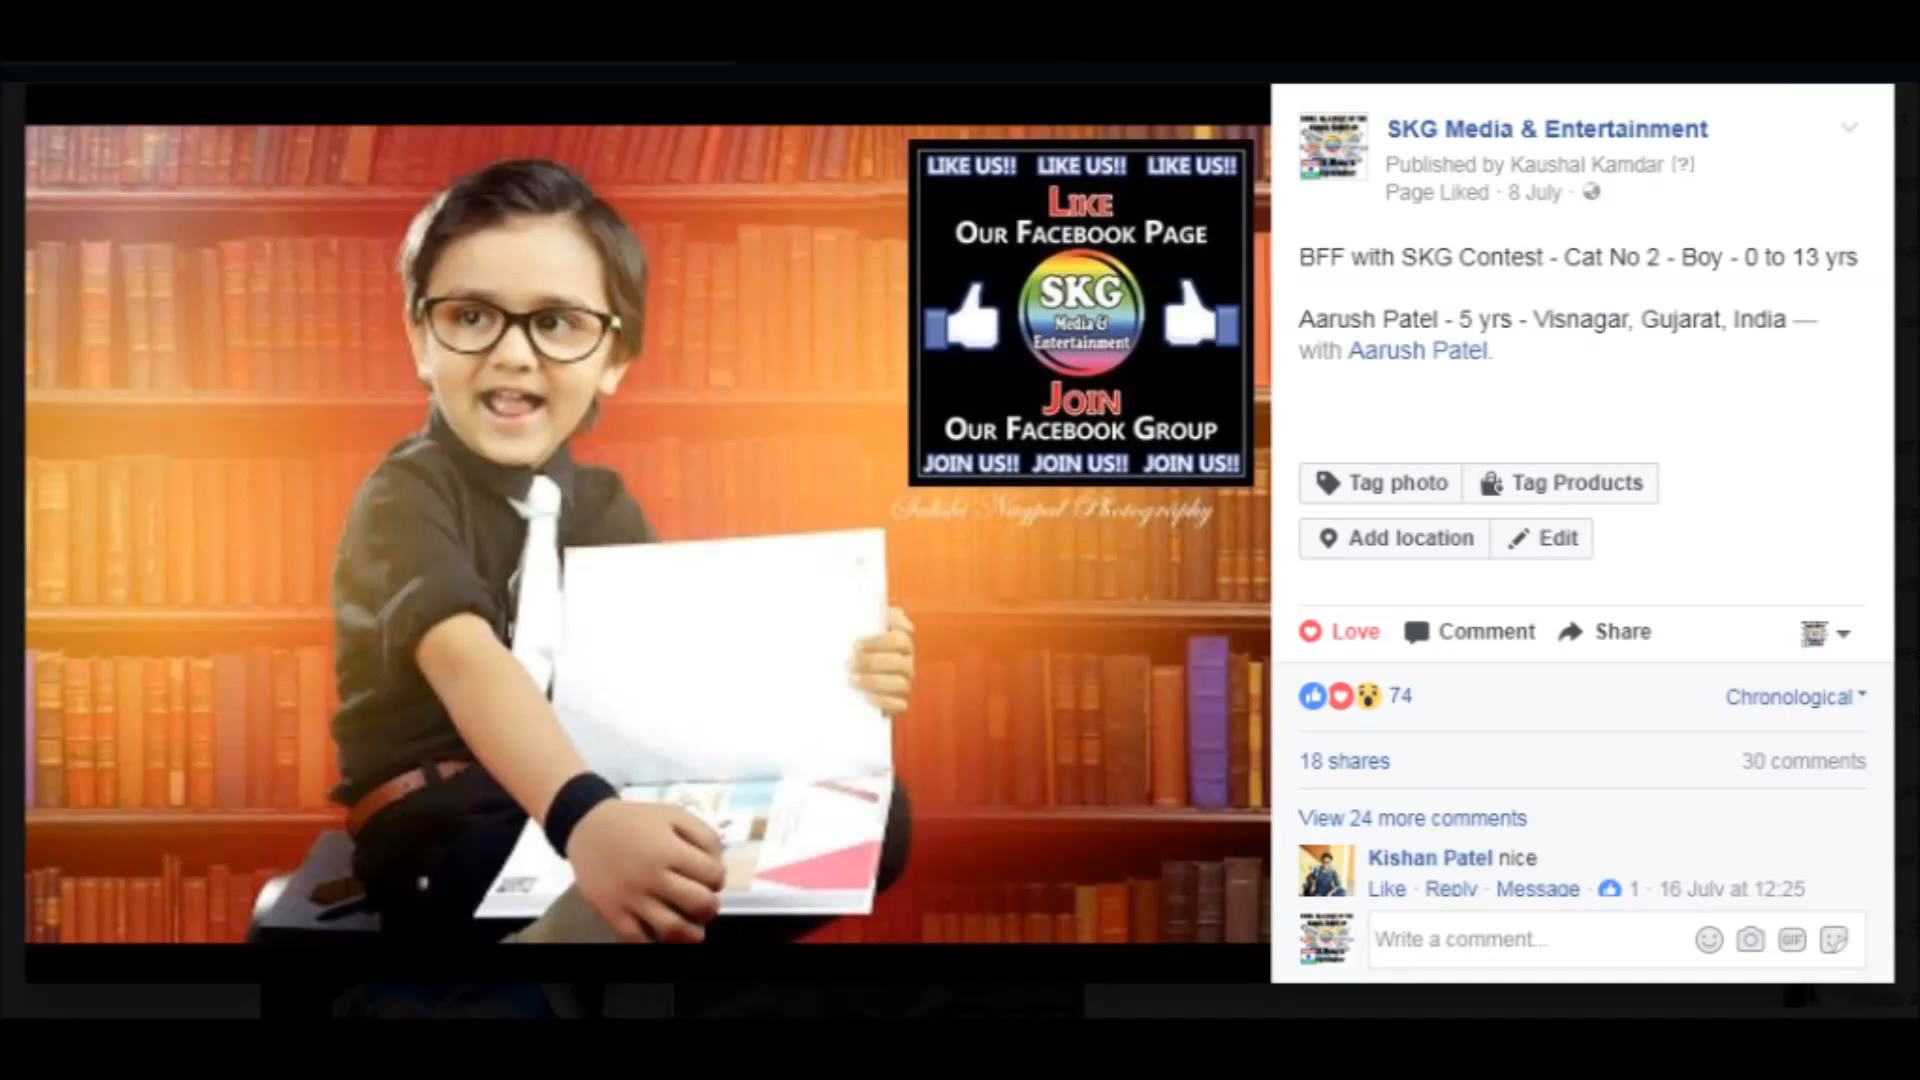 LIKE US!! LIKE US!! LIKE US!!
LIKE
OUR FACEBOOK PAGE
SKG
Media &
Entertainment
JOIN
OUR FACEBOOK GROUP
JOIN US!! JOIN US!! JOIN US!!
Photography
SKG Media & Entertainment
Published by Kaushal Kamdar [?]
Page Liked · 8 July ·
BFF with SKG Contest - Cat No 2 - Boy - 0 to 13 yrs
Aarush Patel - 5 yrs - Visnagar, Gujarat, India —
with Aarush Patel.
Tag photo Tag Products
Add location Edit
Love Comment Share
74 Chronological
18 shares 30 comments
View 24 more comments
Kishan Patel nice
Like · Reply · Message · 1 · 16 July at 12:25
Write a comment... GIF